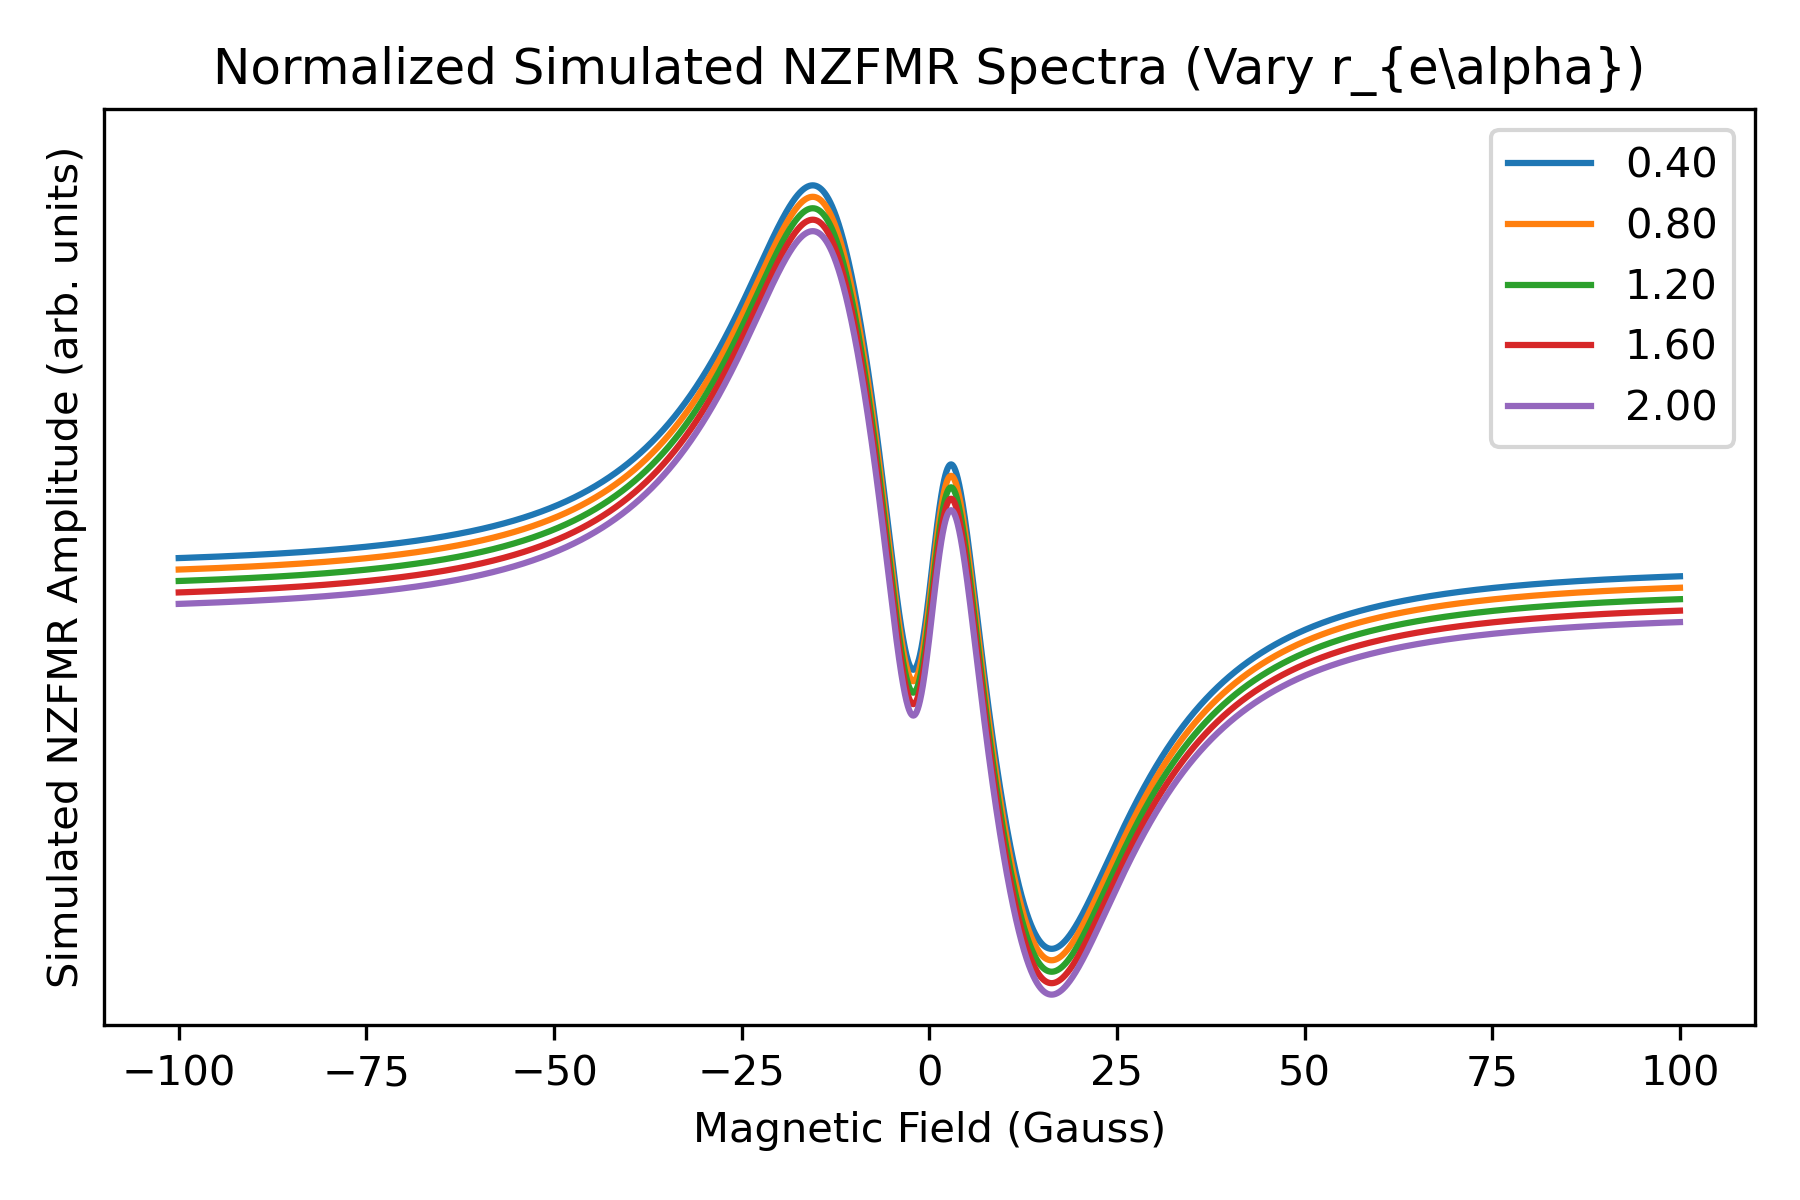 Normalized Simulated NZFMR Spectra (Vary r_{e\alpha})
Simulated NZFMR Amplitude (arb. units)
0.40
0.80
1.20
1.60
2.00
−100 −75 −50 −25 0 25 50 75 100
Magnetic Field (Gauss)